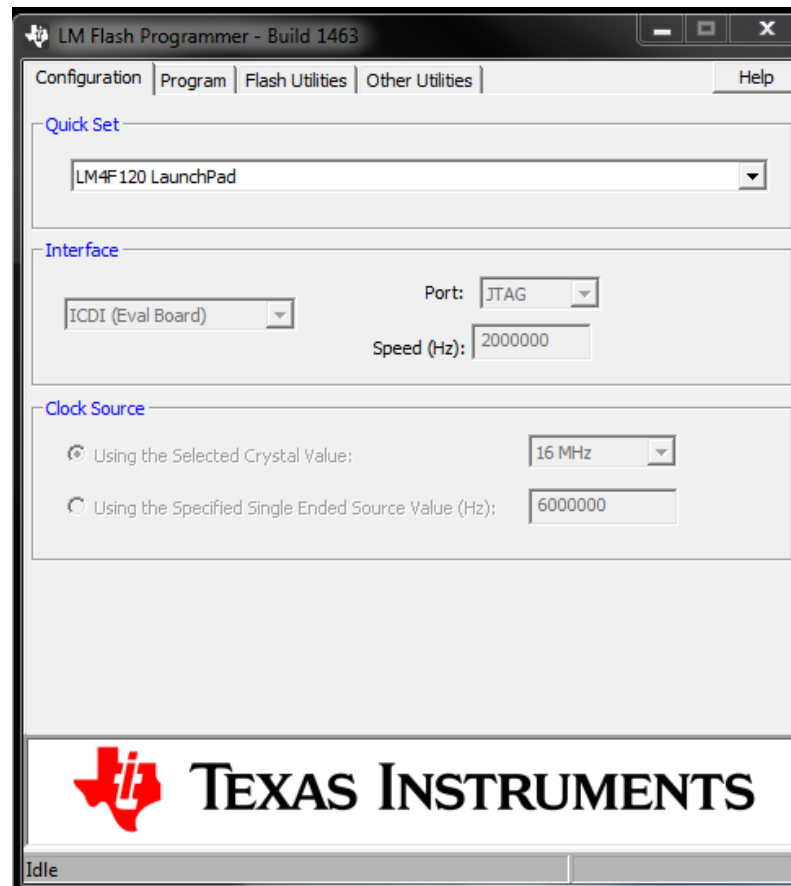 LM Flash Programmer - Build 1463
Configuration Program Flash Utilities Other Utilities Help
Quick Set
LM4F120 LaunchPad
Interface
Port: JTAG
ICDI (Eval Board)
Speed (Hz): 2000000
Clock Source
Using the Selected Crystal Value: 16 MHz
Using the Specified Single Ended Source Value (Hz): 6000000
ti TEXAS INSTRUMENTS
Idle